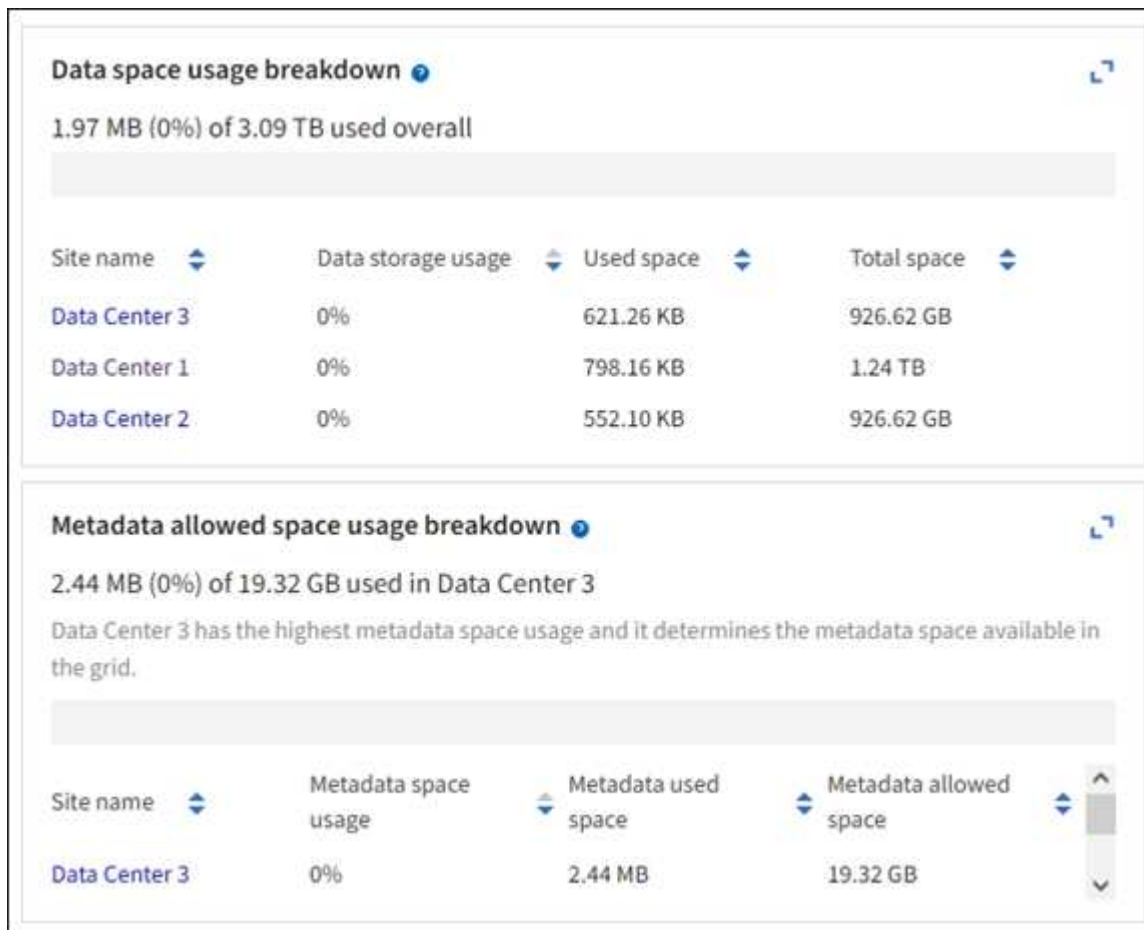 Data space usage breakdown ?
1.97 MB (0%) of 3.09 TB used overall
Site name Data storage usage Used space Total space
Data Center 3 0% 621.26 KB 926.62 GB
Data Center 1 0% 798.16 KB 1.24 TB
Data Center 2 0% 552.10 KB 926.62 GB
Metadata allowed space usage breakdown ?
2.44 MB (0%) of 19.32 GB used in Data Center 3
Data Center 3 has the highest metadata space usage and it determines the metadata space available in
the grid.
Site name Metadata space usage Metadata used space Metadata allowed space
Data Center 3 0% 2.44 MB 19.32 GB